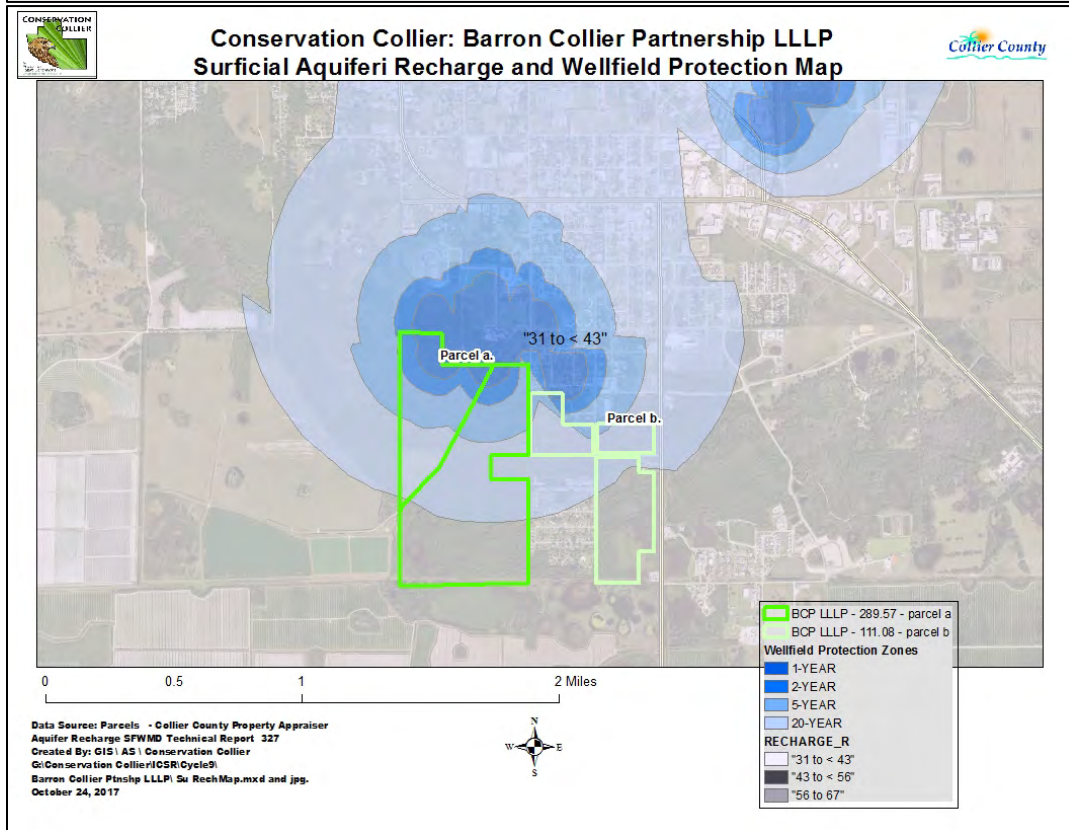 CONSERVATION
COLLIER
Conservation Collier: Barron Collier Partnership LLLP
Surficial Aquiferi Recharge and Wellfield Protection Map
Collier County
"31 to < 43"
Parcel a.
Parcel b.
BCP LLLP - 289.57 - parcel a
BCP LLLP - 111.08 - parcel b
Wellfield Protection Zones
1-YEAR
2-YEAR
5-YEAR
20-YEAR
RECHARGE_R
"31 to < 43"
"43 to < 56"
"56 to 67"
0 0.5 1 2 Miles
Data Source: Parcels - Collier County Property Appraiser
Aquifer Recharge SFWMD Technical Report 327
Created By: GIS \ AS \ Conservation Collier
G:\Conservation Collier\ICSR\Cycle9\
Barron Collier Ptnshp LLLP\ Su RechMap.mxd and jpg.
October 24, 2017
N
W E
S